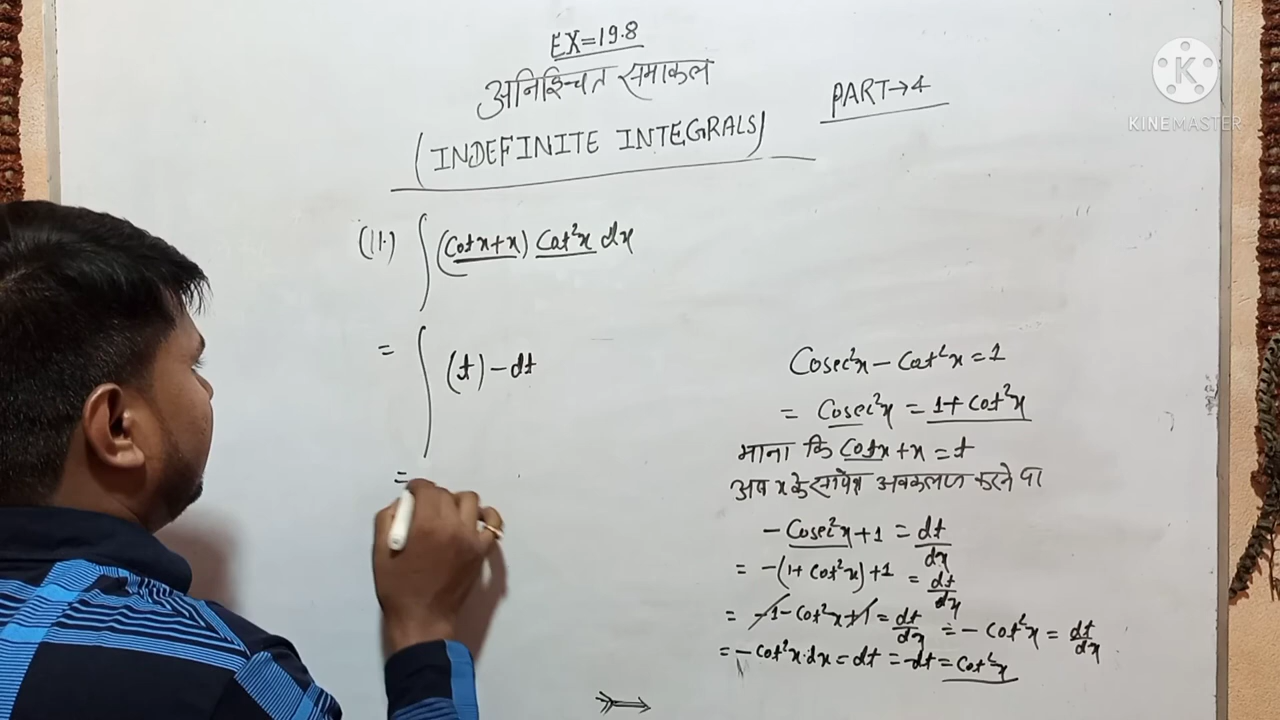 EX=19.8
अनिश्चित समाकल
PART→4
(INDEFINITE INTEGRALS)
KINEMASTER
(11.) ∫ (Cotx+x) Cot²x dx
= ∫ (t) -dt
=
Cosec²x - Cot²x = 1
= Cosec²x = 1+ Cot²x
माना कि Cotx+x = t
अब x के सापेक्ष अवकलज करने पा
- Cosec²x+1 = dt/dx
= -(1+ Cot²x)+1 = dt/dx
= -1-Cot²x+1 = dt/dx = - Cot²x = dt/dx
= -Cot²x·dx = dt = -dt = Cot²x